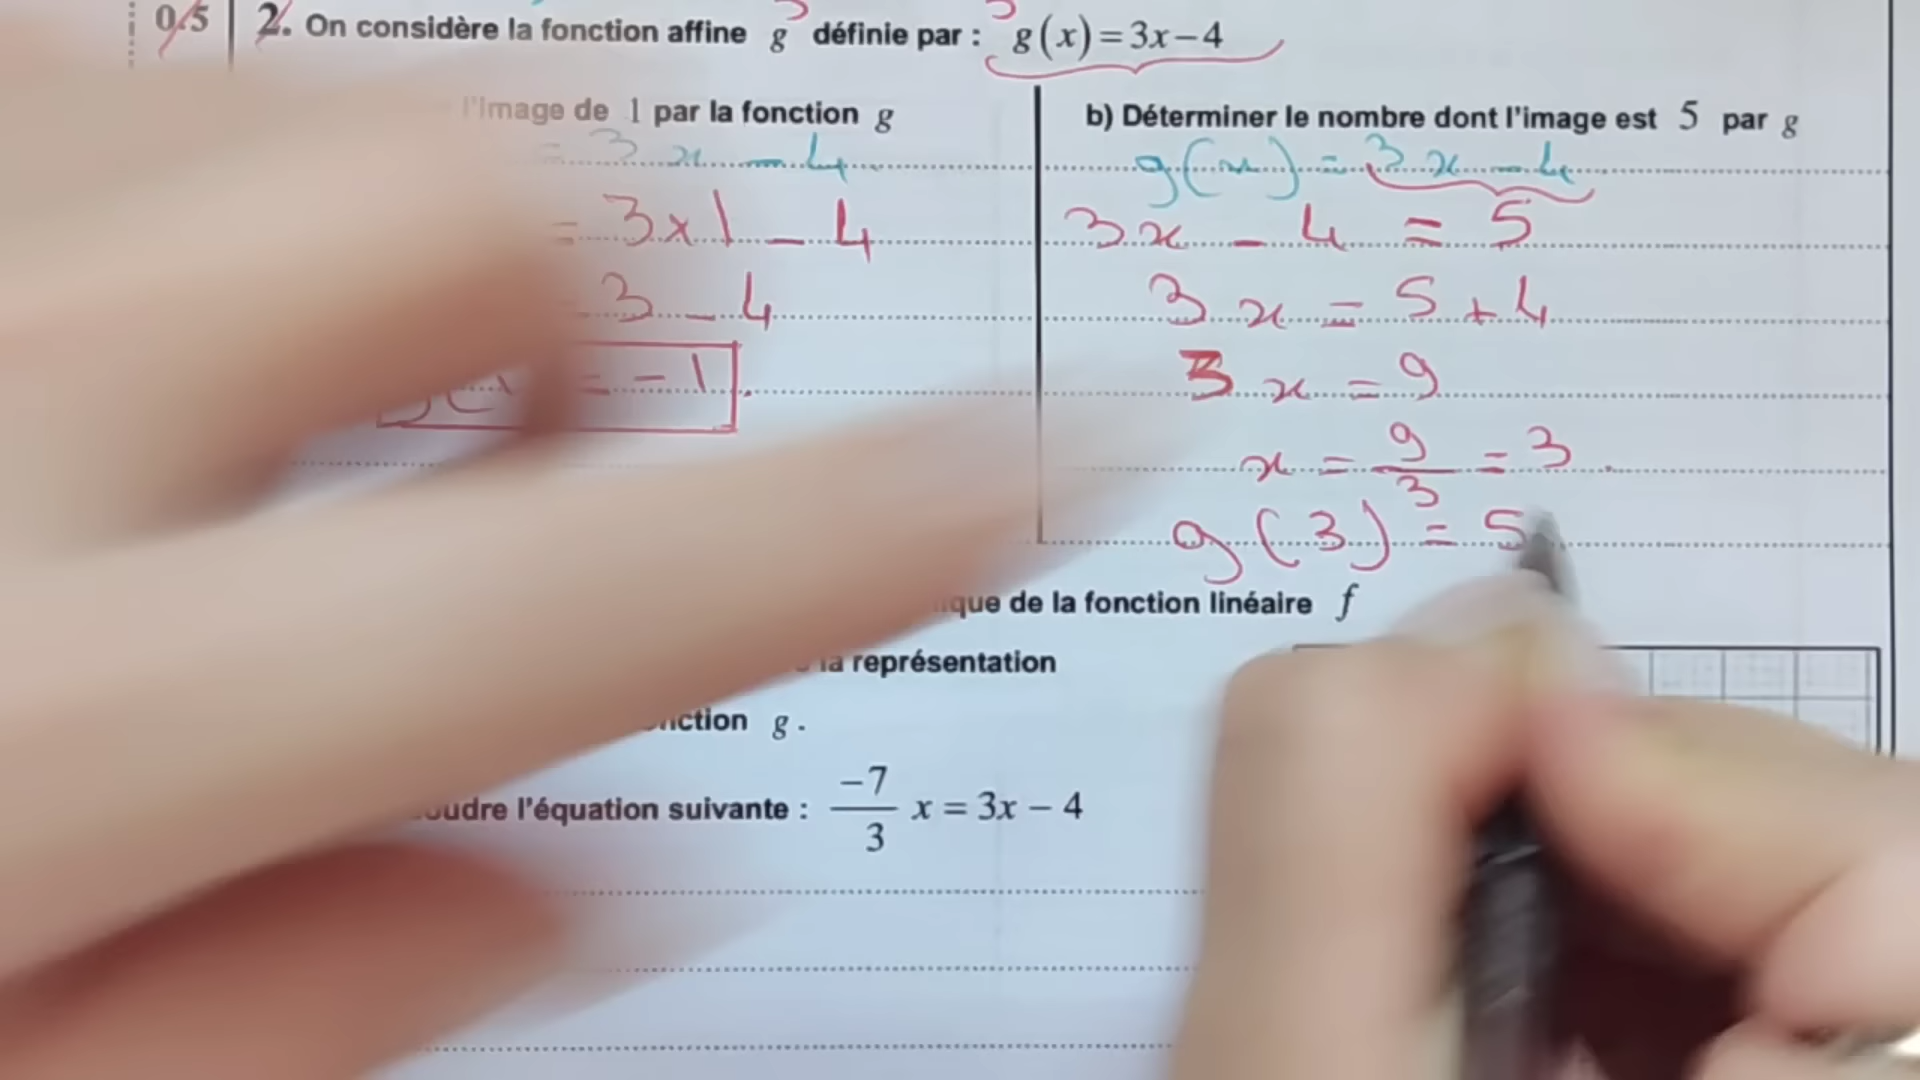 0.5 2. On considère la fonction affine g définie par : g(x)=3x−4
l'image de 1 par la fonction g
= 3x − 4
= 3x1 − 4
= 3 − 4
= −1
b) Déterminer le nombre dont l'image est 5 par g
g(x) = 3x − 4
3x − 4 = 5
3x = 5 + 4
3x = 9
x = 9/3 = 3
g(3) = 5
de la fonction linéaire f
la représentation
g.
l'équation suivante : −7/3 x = 3x − 4